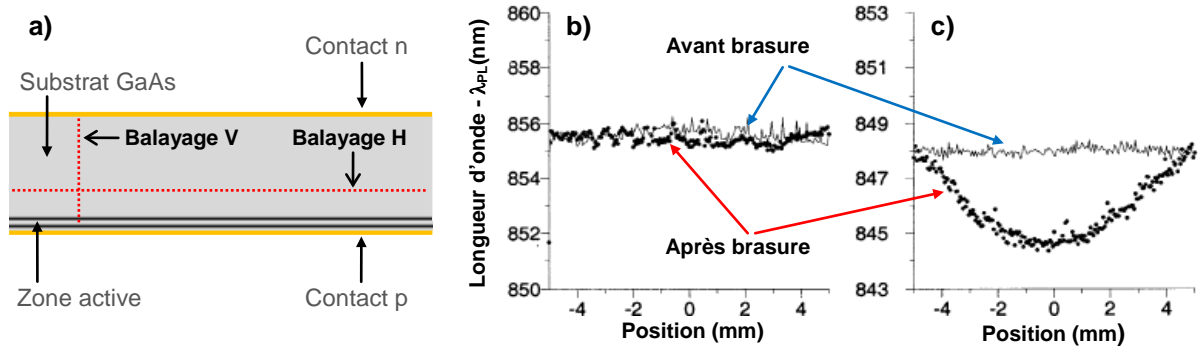 a)
Contact n
Substrat GaAs
Balayage V
Balayage H
Zone active
Contact p
Longueur d'onde - λPL(nm)
b)
860
858
856
854
852
850
-4
-2
0
2
4
Position (mm)
Avant brasure
Après brasure
c)
853
851
849
847
845
843
-4
-2
0
2
4
Position (mm)